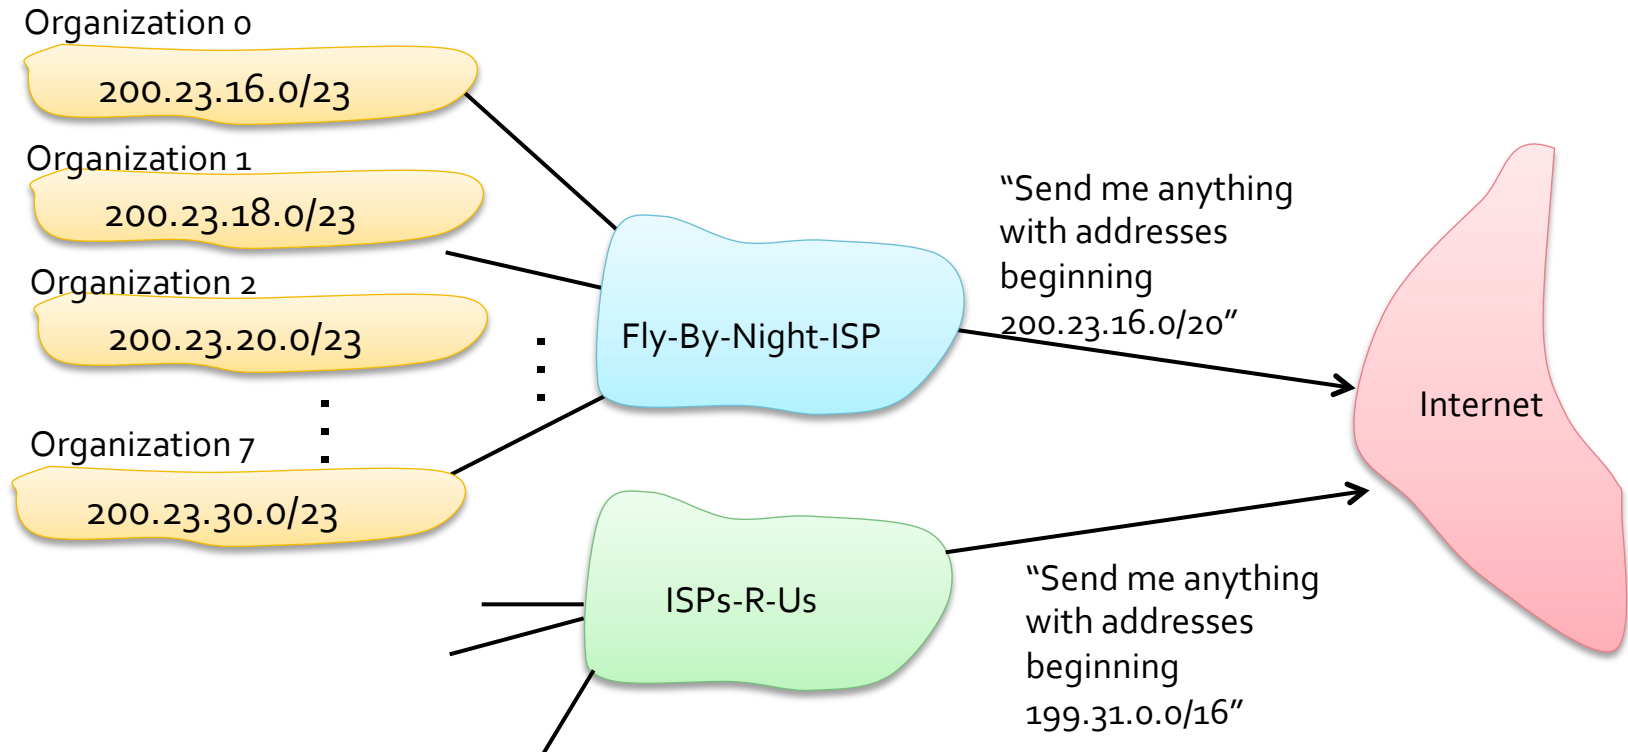 Organization 0
200.23.16.0/23
Organization 1
200.23.18.0/23
Organization 2
200.23.20.0/23
Organization 7
200.23.30.0/23
Fly-By-Night-ISP
“Send me anything
with addresses
beginning
200.23.16.0/20”
Internet
ISPs-R-Us
“Send me anything
with addresses
beginning
199.31.0.0/16”